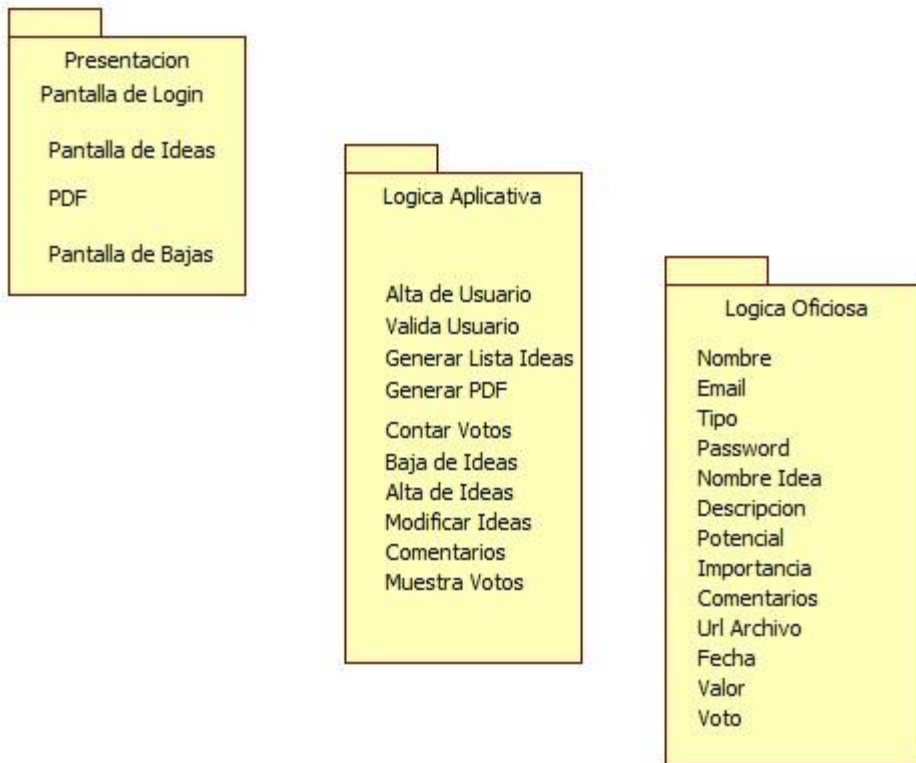 Presentacion
Pantalla de Login
Pantalla de Ideas
PDF
Pantalla de Bajas
Logica Aplicativa
Alta de Usuario
Valida Usuario
Generar Lista Ideas
Generar PDF
Contar Votos
Baja de Ideas
Alta de Ideas
Modificar Ideas
Comentarios
Muestra Votos
Logica Oficiosa
Nombre
Email
Tipo
Password
Nombre Idea
Descripcion
Potencial
Importancia
Comentarios
Url Archivo
Fecha
Valor
Voto